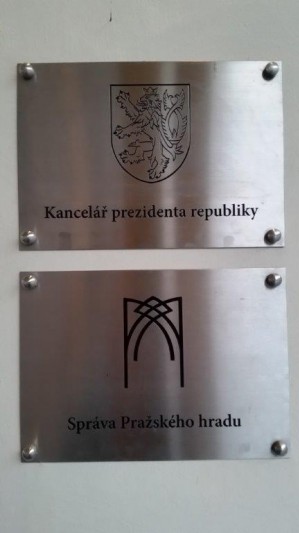 Kancelář prezidenta republiky
Správa Pražského hradu